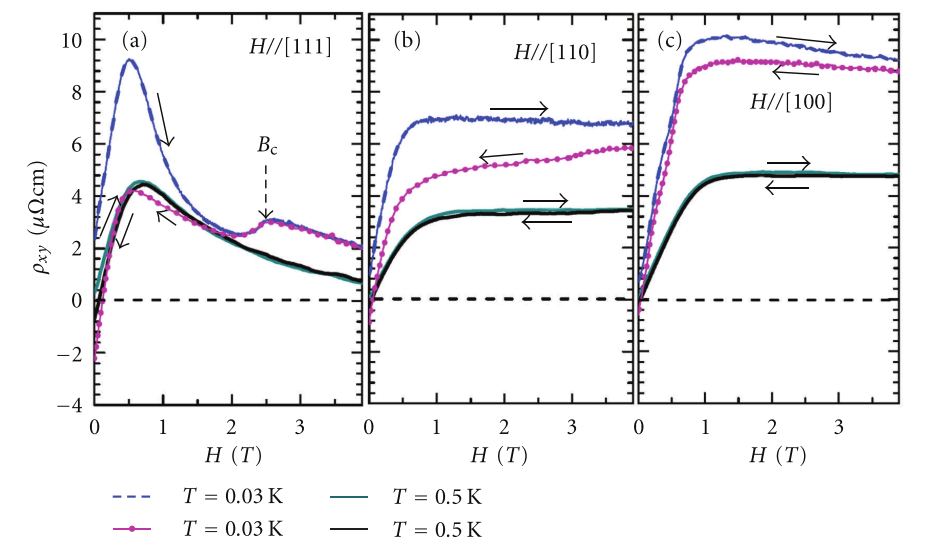 (a) H//[111]
(b) H//[110]
(c) H//[100]
B_c
ρ_xy (μΩcm)
10
8
6
4
2
0
−2
−4
0 1 2 3 0 1 2 3 0 1 2 3
H (T) H (T) H (T)
T = 0.03 K T = 0.5 K
T = 0.03 K T = 0.5 K